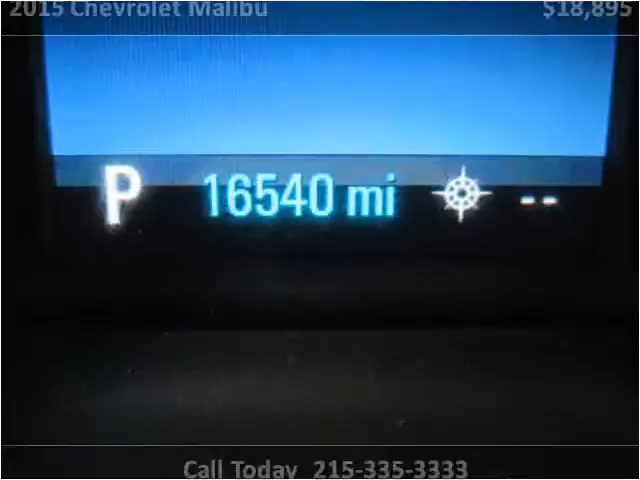 2015 Chevrolet Malibu $18,895
P 16540 mi --
Call Today 215-335-3333